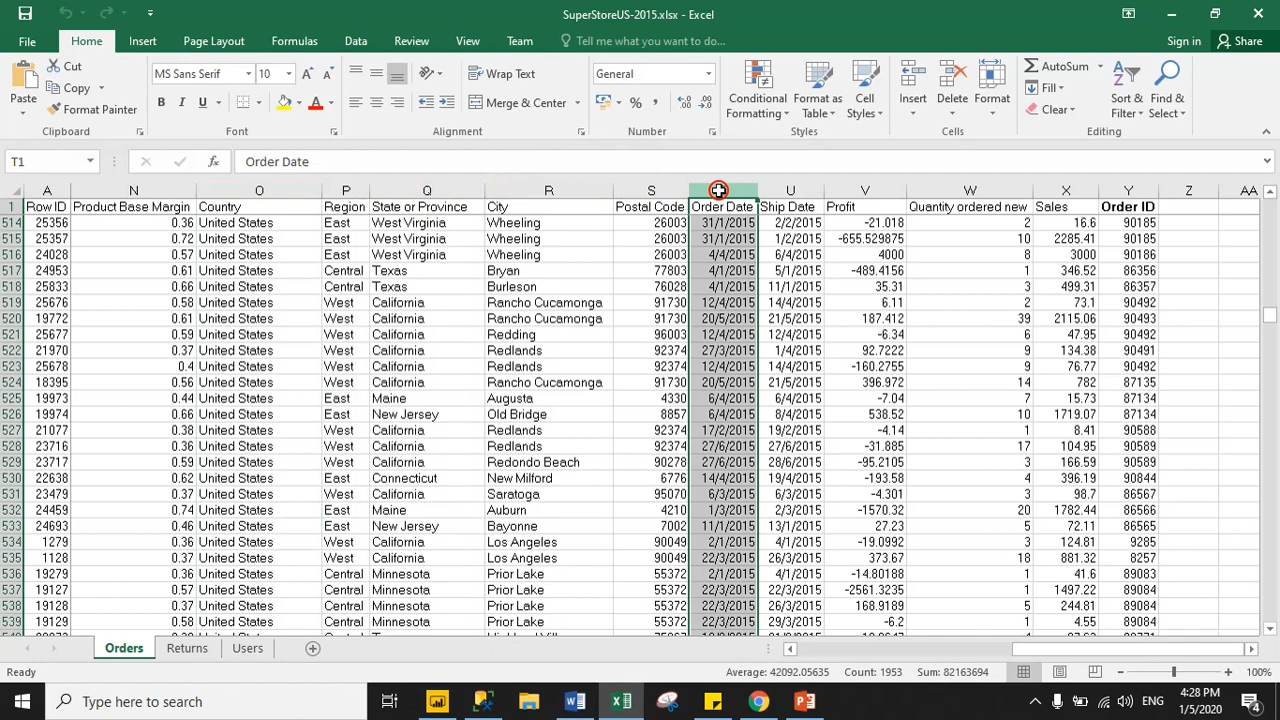 SuperStoreUS-2015.xlsx - Excel
File Home Insert Page Layout Formulas Data Review View Team Tell me what you want to do... Sign in Share
Paste Cut Copy Format Painter Clipboard
MS Sans Serif 10 A A B I U A Font
Wrap Text Merge & Center Alignment
General % , Number
Conditional Formatting Format as Table Cell Styles Styles
Insert Delete Format Cells
AutoSum Fill Clear Sort & Filter Find & Select Editing
T1 fx Order Date
A N O P Q R S U V W X Y Z AA
1 Row ID Product Base Margin Country Region State or Province City Postal Code Order Date Ship Date Profit Quantity ordered new Sales Order ID
514 25356 0.36 United States East West Virginia Wheeling 26003 31/1/2015 2/2/2015 -21.018 2 16.6 90185
515 25357 0.72 United States East West Virginia Wheeling 26003 31/1/2015 1/2/2015 -655.529875 10 2285.41 90185
516 24028 0.57 United States East West Virginia Wheeling 26003 4/4/2015 6/4/2015 4000 8 3000 90186
517 24953 0.61 United States Central Texas Bryan 77803 4/1/2015 5/1/2015 -489.4156 1 346.52 86356
518 25833 0.66 United States Central Texas Burleson 76028 4/1/2015 11/1/2015 35.31 3 499.31 86357
519 25676 0.58 United States West California Rancho Cucamonga 91730 12/4/2015 14/4/2015 6.11 2 73.1 90492
520 19772 0.61 United States West California Rancho Cucamonga 91730 20/5/2015 21/5/2015 187.412 39 2115.06 90493
521 25677 0.59 United States West California Redding 96003 12/4/2015 12/4/2015 -6.34 6 47.95 90492
522 21970 0.37 United States West California Redlands 92374 27/3/2015 1/4/2015 92.7222 9 134.38 90491
523 25678 0.4 United States West California Redlands 92374 12/4/2015 14/4/2015 -160.2755 9 76.77 90492
524 18395 0.56 United States West California Rancho Cucamonga 91730 20/5/2015 21/5/2015 396.972 14 782 87135
525 19973 0.44 United States East Maine Augusta 4330 6/4/2015 6/4/2015 -7.04 7 15.73 87134
526 19974 0.66 United States East New Jersey Old Bridge 8857 6/4/2015 8/4/2015 538.52 10 1719.07 87134
527 21077 0.38 United States West California Redlands 92374 17/2/2015 19/2/2015 -4.14 1 8.41 90588
528 23716 0.36 United States West California Redlands 92374 27/6/2015 27/6/2015 -31.885 17 104.95 90589
529 23717 0.59 United States West California Redondo Beach 90278 27/6/2015 28/6/2015 -95.2105 3 166.59 90589
530 22638 0.62 United States East Connecticut New Milford 6776 14/4/2015 19/4/2015 -193.58 4 396.19 90844
531 23479 0.37 United States West California Saratoga 95070 6/3/2015 6/3/2015 -4.301 3 98.7 86567
532 24459 0.74 United States East Maine Auburn 4210 1/3/2015 2/3/2015 -1570.32 20 1782.44 86566
533 24693 0.46 United States East New Jersey Bayonne 7002 11/1/2015 13/1/2015 27.23 5 72.11 86565
534 1279 0.36 United States West California Los Angeles 90049 2/1/2015 4/1/2015 -19.0992 3 124.81 9285
535 1128 0.37 United States West California Los Angeles 90049 22/3/2015 26/3/2015 373.67 18 881.32 8257
536 19279 0.36 United States Central Minnesota Prior Lake 55372 2/1/2015 4/1/2015 -14.80188 1 41.6 89083
537 19127 0.57 United States Central Minnesota Prior Lake 55372 22/3/2015 22/3/2015 -2561.3235 1 1497.22 89084
538 19128 0.37 United States Central Minnesota Prior Lake 55372 22/3/2015 26/3/2015 168.9189 5 244.81 89084
539 19129 0.58 United States Central Minnesota Prior Lake 55372 22/3/2015 22/3/2015 -6.2 1 4.55 89084
Orders Returns Users
Ready Average: 42092.05635 Count: 1953 Sum: 82163694 100%
Type here to search ENG 4:28 PM 1/5/2020 4